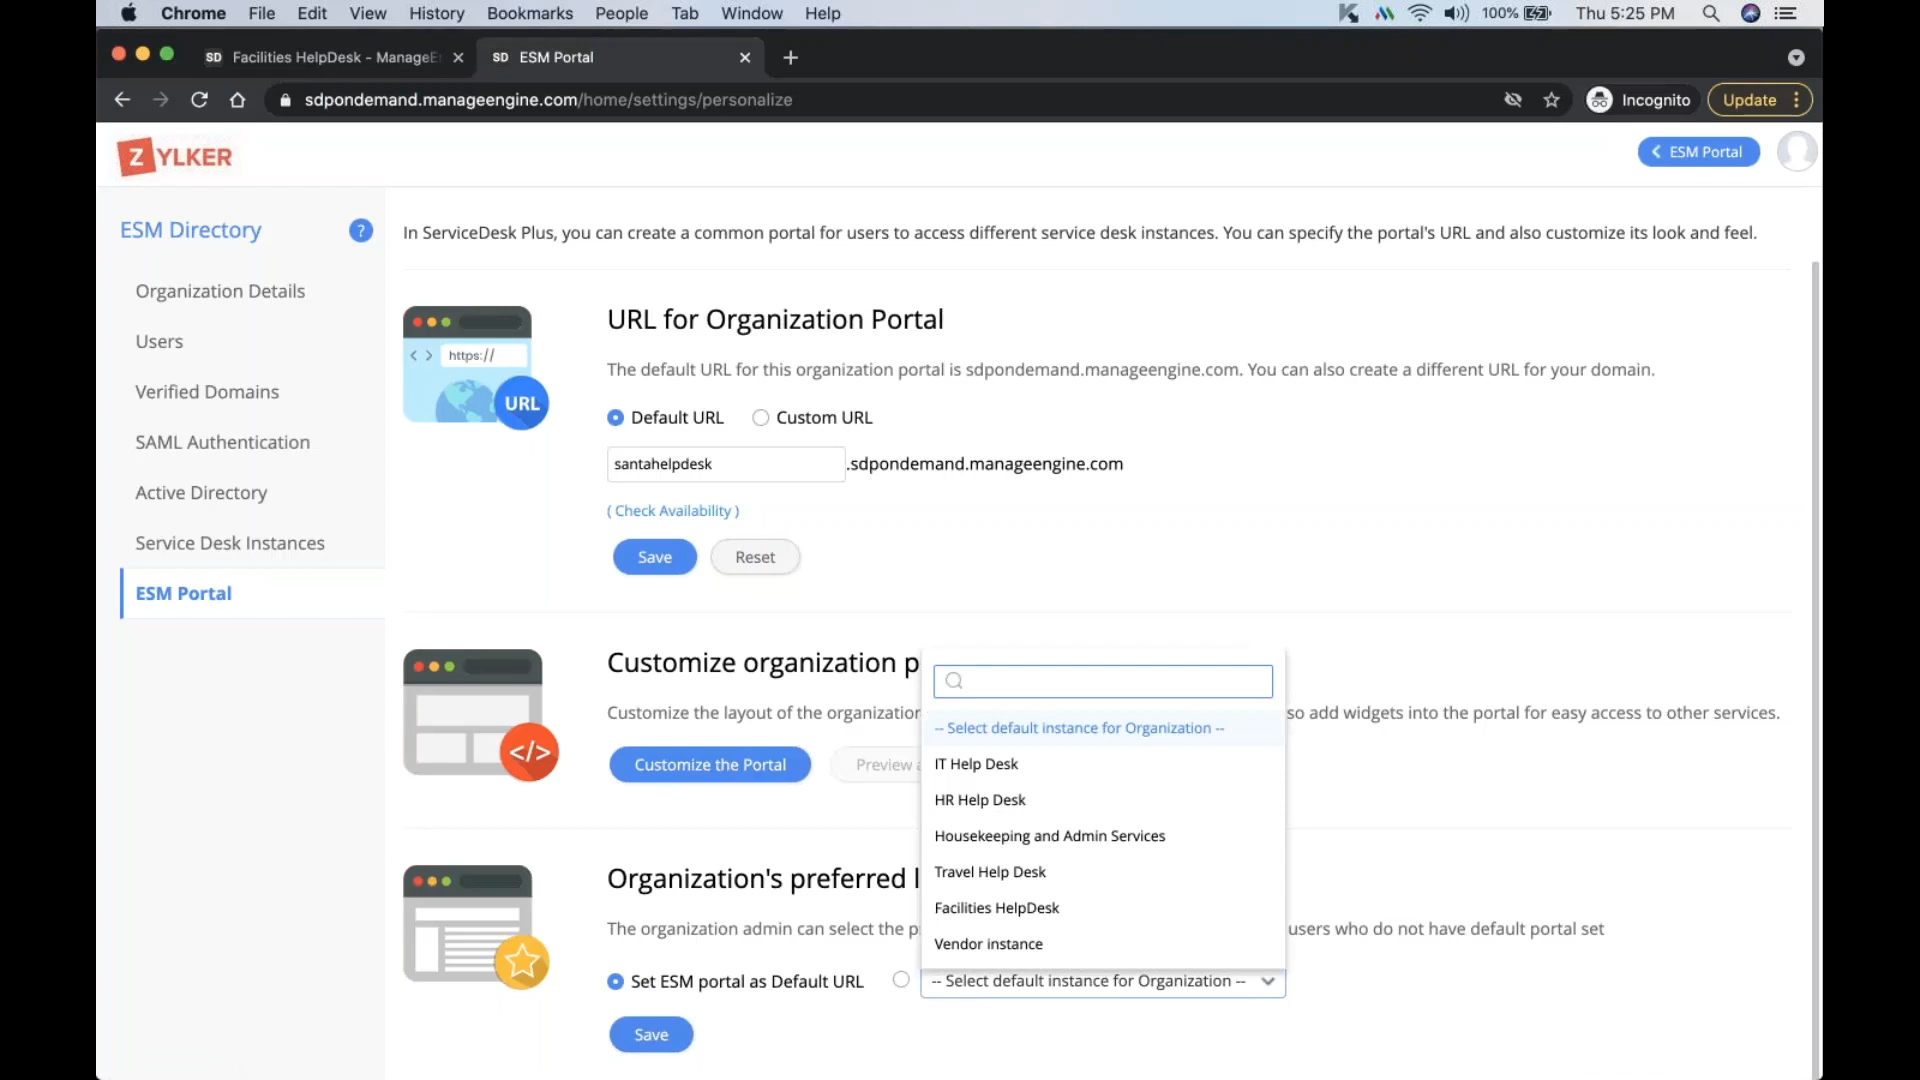 Chrome File Edit View History Bookmarks People Tab Window Help 100% Thu 5:25 PM
SD Facilities HelpDesk - ManageE SD ESM Portal
sdpondemand.manageengine.com/home/settings/personalize Incognito Update
ZYLKER ESM Portal
ESM Directory ?
Organization Details
Users
Verified Domains
SAML Authentication
Active Directory
Service Desk Instances
ESM Portal
In ServiceDesk Plus, you can create a common portal for users to access different service desk instances. You can specify the portal's URL and also customize its look and feel.
https://
URL
URL for Organization Portal
The default URL for this organization portal is sdpondemand.manageengine.com. You can also create a different URL for your domain.
Default URL Custom URL
santahelpdesk .sdpondemand.manageengine.com
( Check Availability )
Save Reset
</>
Customize organization p
Customize the layout of the organization so add widgets into the portal for easy access to other services.
Customize the Portal Preview a
-- Select default instance for Organization --
IT Help Desk
HR Help Desk
Housekeeping and Admin Services
Travel Help Desk
Facilities HelpDesk
Vendor instance
Organization's preferred l
The organization admin can select the p users who do not have default portal set
Set ESM portal as Default URL -- Select default instance for Organization --
Save